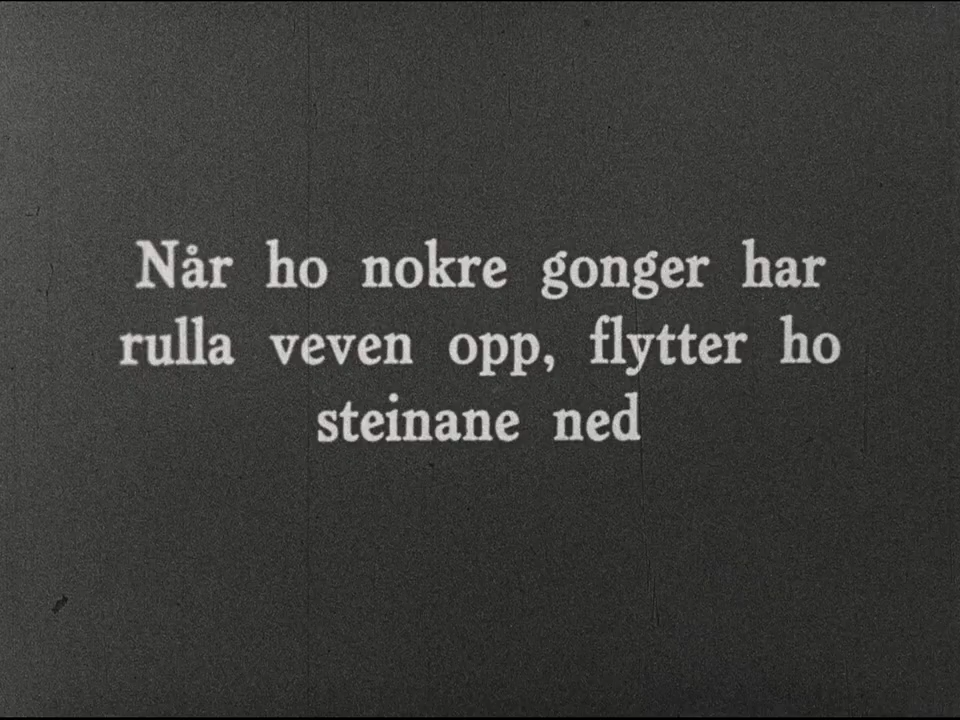 Når ho nokre gonger har
rulla veven opp, flytter ho
steinane ned